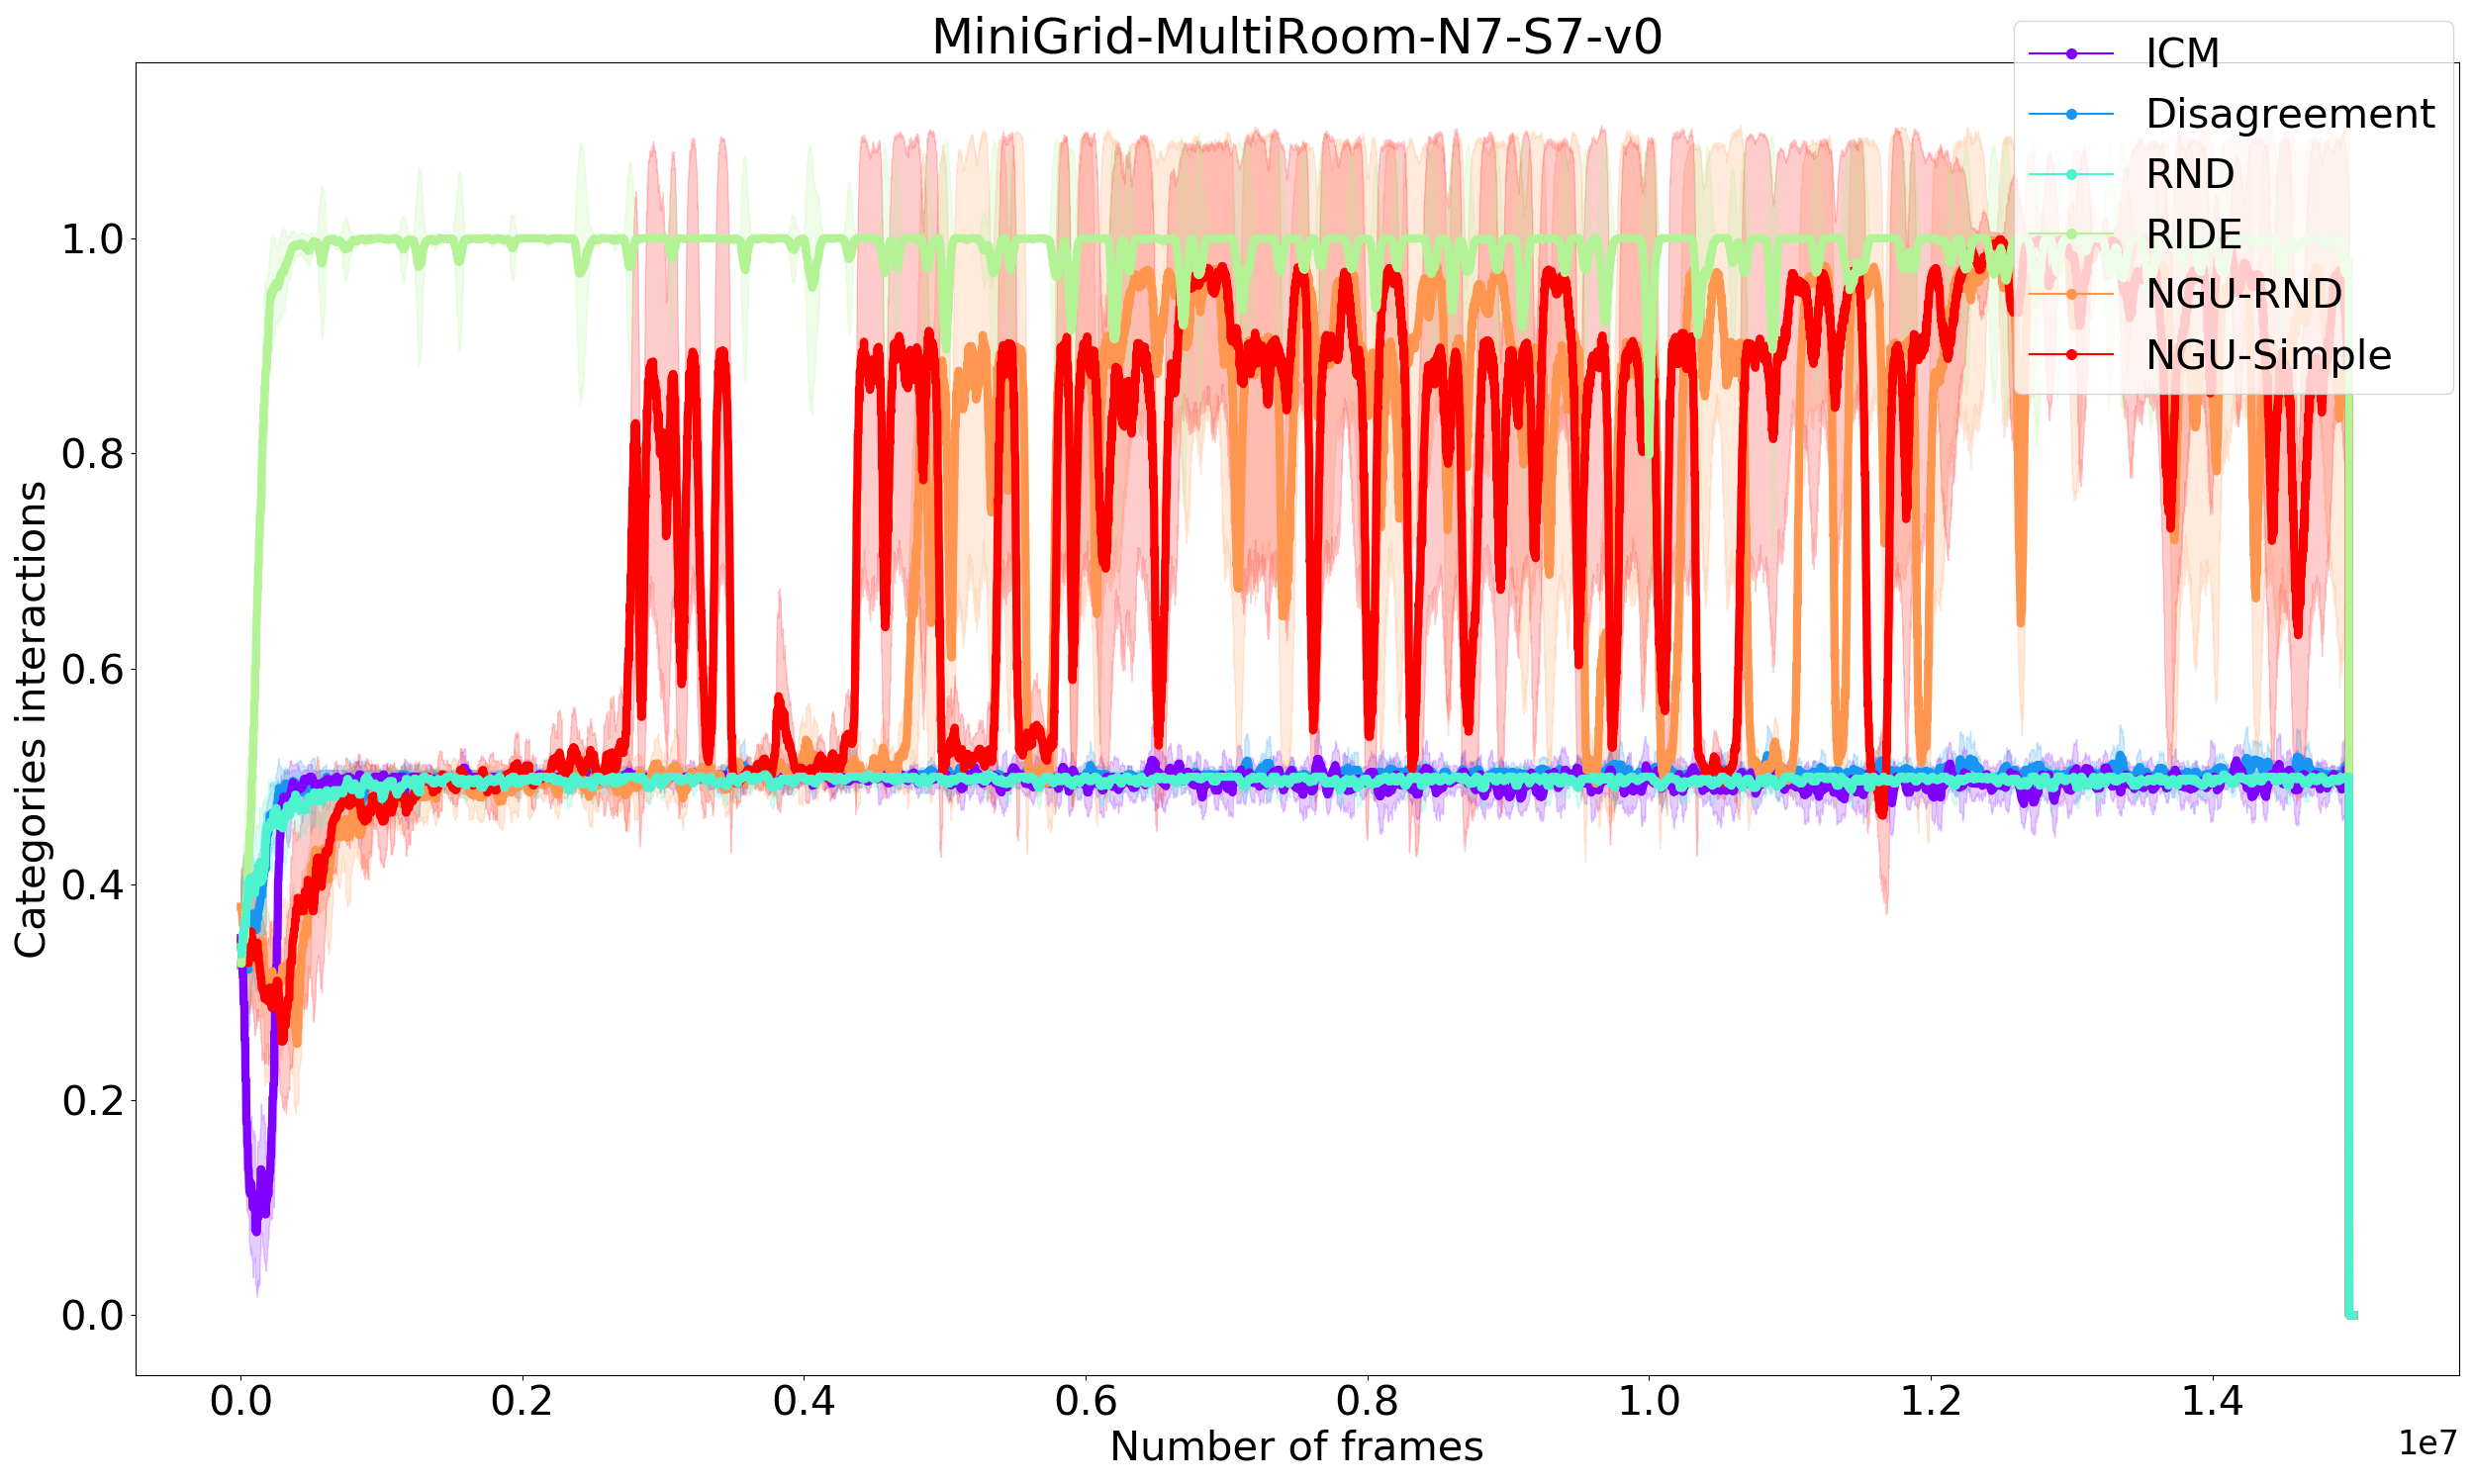 MiniGrid-MultiRoom-N7-S7-v0
ICM
Disagreement
RND
RIDE
NGU-RND
NGU-Simple
Categories interactions
1.0
0.8
0.6
0.4
0.2
0.0
0.0 0.2 0.4 0.6 0.8 1.0 1.2 1.4
1e7
Number of frames